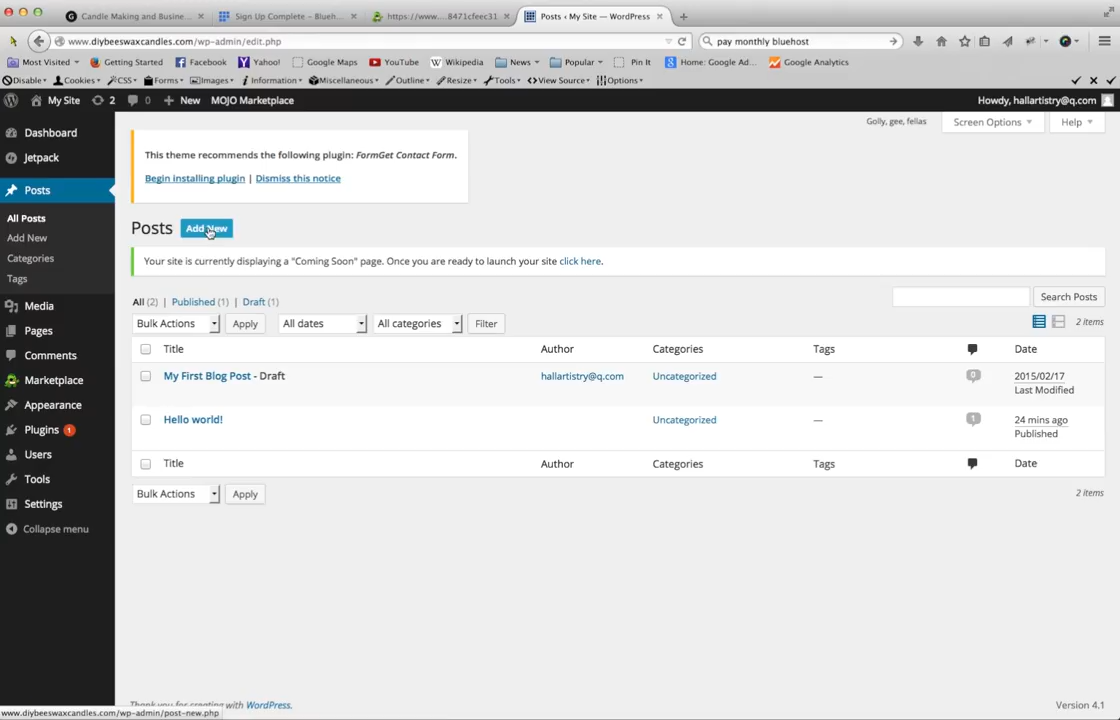 Candle Making and Busine...
Sign Up Complete – Blueh...
https://www....8471cfeec31
Posts ‹ My Site — WordPress
www.diybeeswaxcandles.com/wp-admin/edit.php
pay monthly bluehost
Most Visited
Getting Started
Facebook
Yahoo!
Google Maps
YouTube
Wikipedia
News
Popular
Pin It
Home: Google Ad...
Google Analytics
Disable
Cookies
CSS
Forms
Images
Information
Miscellaneous
Outline
Resize
Tools
View Source
Options
My Site
2
0
New
MOJO Marketplace
Howdy, hallartistry@q.com
Dashboard
Jetpack
Posts
All Posts
Add New
Categories
Tags
Media
Pages
Comments
Marketplace
Appearance
Plugins 1
Users
Tools
Settings
Collapse menu
Golly, gee, fellas
Screen Options
Help
This theme recommends the following plugin: FormGet Contact Form.
Begin installing plugin | Dismiss this notice
Posts Add New
Your site is currently displaying a "Coming Soon" page. Once you are ready to launch your site click here.
All (2) | Published (1) | Draft (1)
Search Posts
Bulk Actions Apply All dates All categories Filter
2 items
Title Author Categories Tags Date
My First Blog Post - Draft hallartistry@q.com Uncategorized — 0 2015/02/17
Last Modified
Hello world! Uncategorized — 1 24 mins ago
Published
Title Author Categories Tags Date
Bulk Actions Apply
2 items
Thank you for creating with WordPress.
Version 4.1
www.diybeeswaxcandles.com/wp-admin/post-new.php